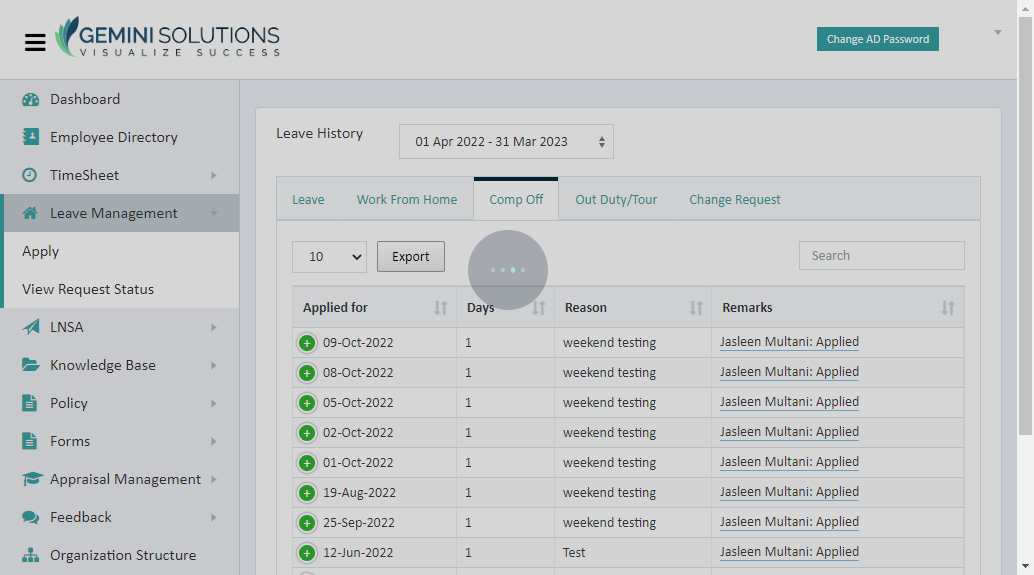 GEMINI SOLUTIONS
VISUALIZE SUCCESS
Change AD Password
Dashboard
Employee Directory
TimeSheet
Leave Management
Apply
View Request Status
LNSA
Knowledge Base
Policy
Forms
Appraisal Management
Feedback
Organization Structure
Leave History
01 Apr 2022 - 31 Mar 2023
Leave Work From Home Comp Off Out Duty/Tour Change Request
10 Export Search
Applied for Days Reason Remarks
09-Oct-2022 1 weekend testing Jasleen Multani: Applied
08-Oct-2022 1 weekend testing Jasleen Multani: Applied
05-Oct-2022 1 weekend testing Jasleen Multani: Applied
02-Oct-2022 1 weekend testing Jasleen Multani: Applied
01-Oct-2022 1 weekend testing Jasleen Multani: Applied
19-Aug-2022 1 weekend testing Jasleen Multani: Applied
25-Sep-2022 1 weekend testing Jasleen Multani: Applied
12-Jun-2022 1 Test Jasleen Multani: Applied